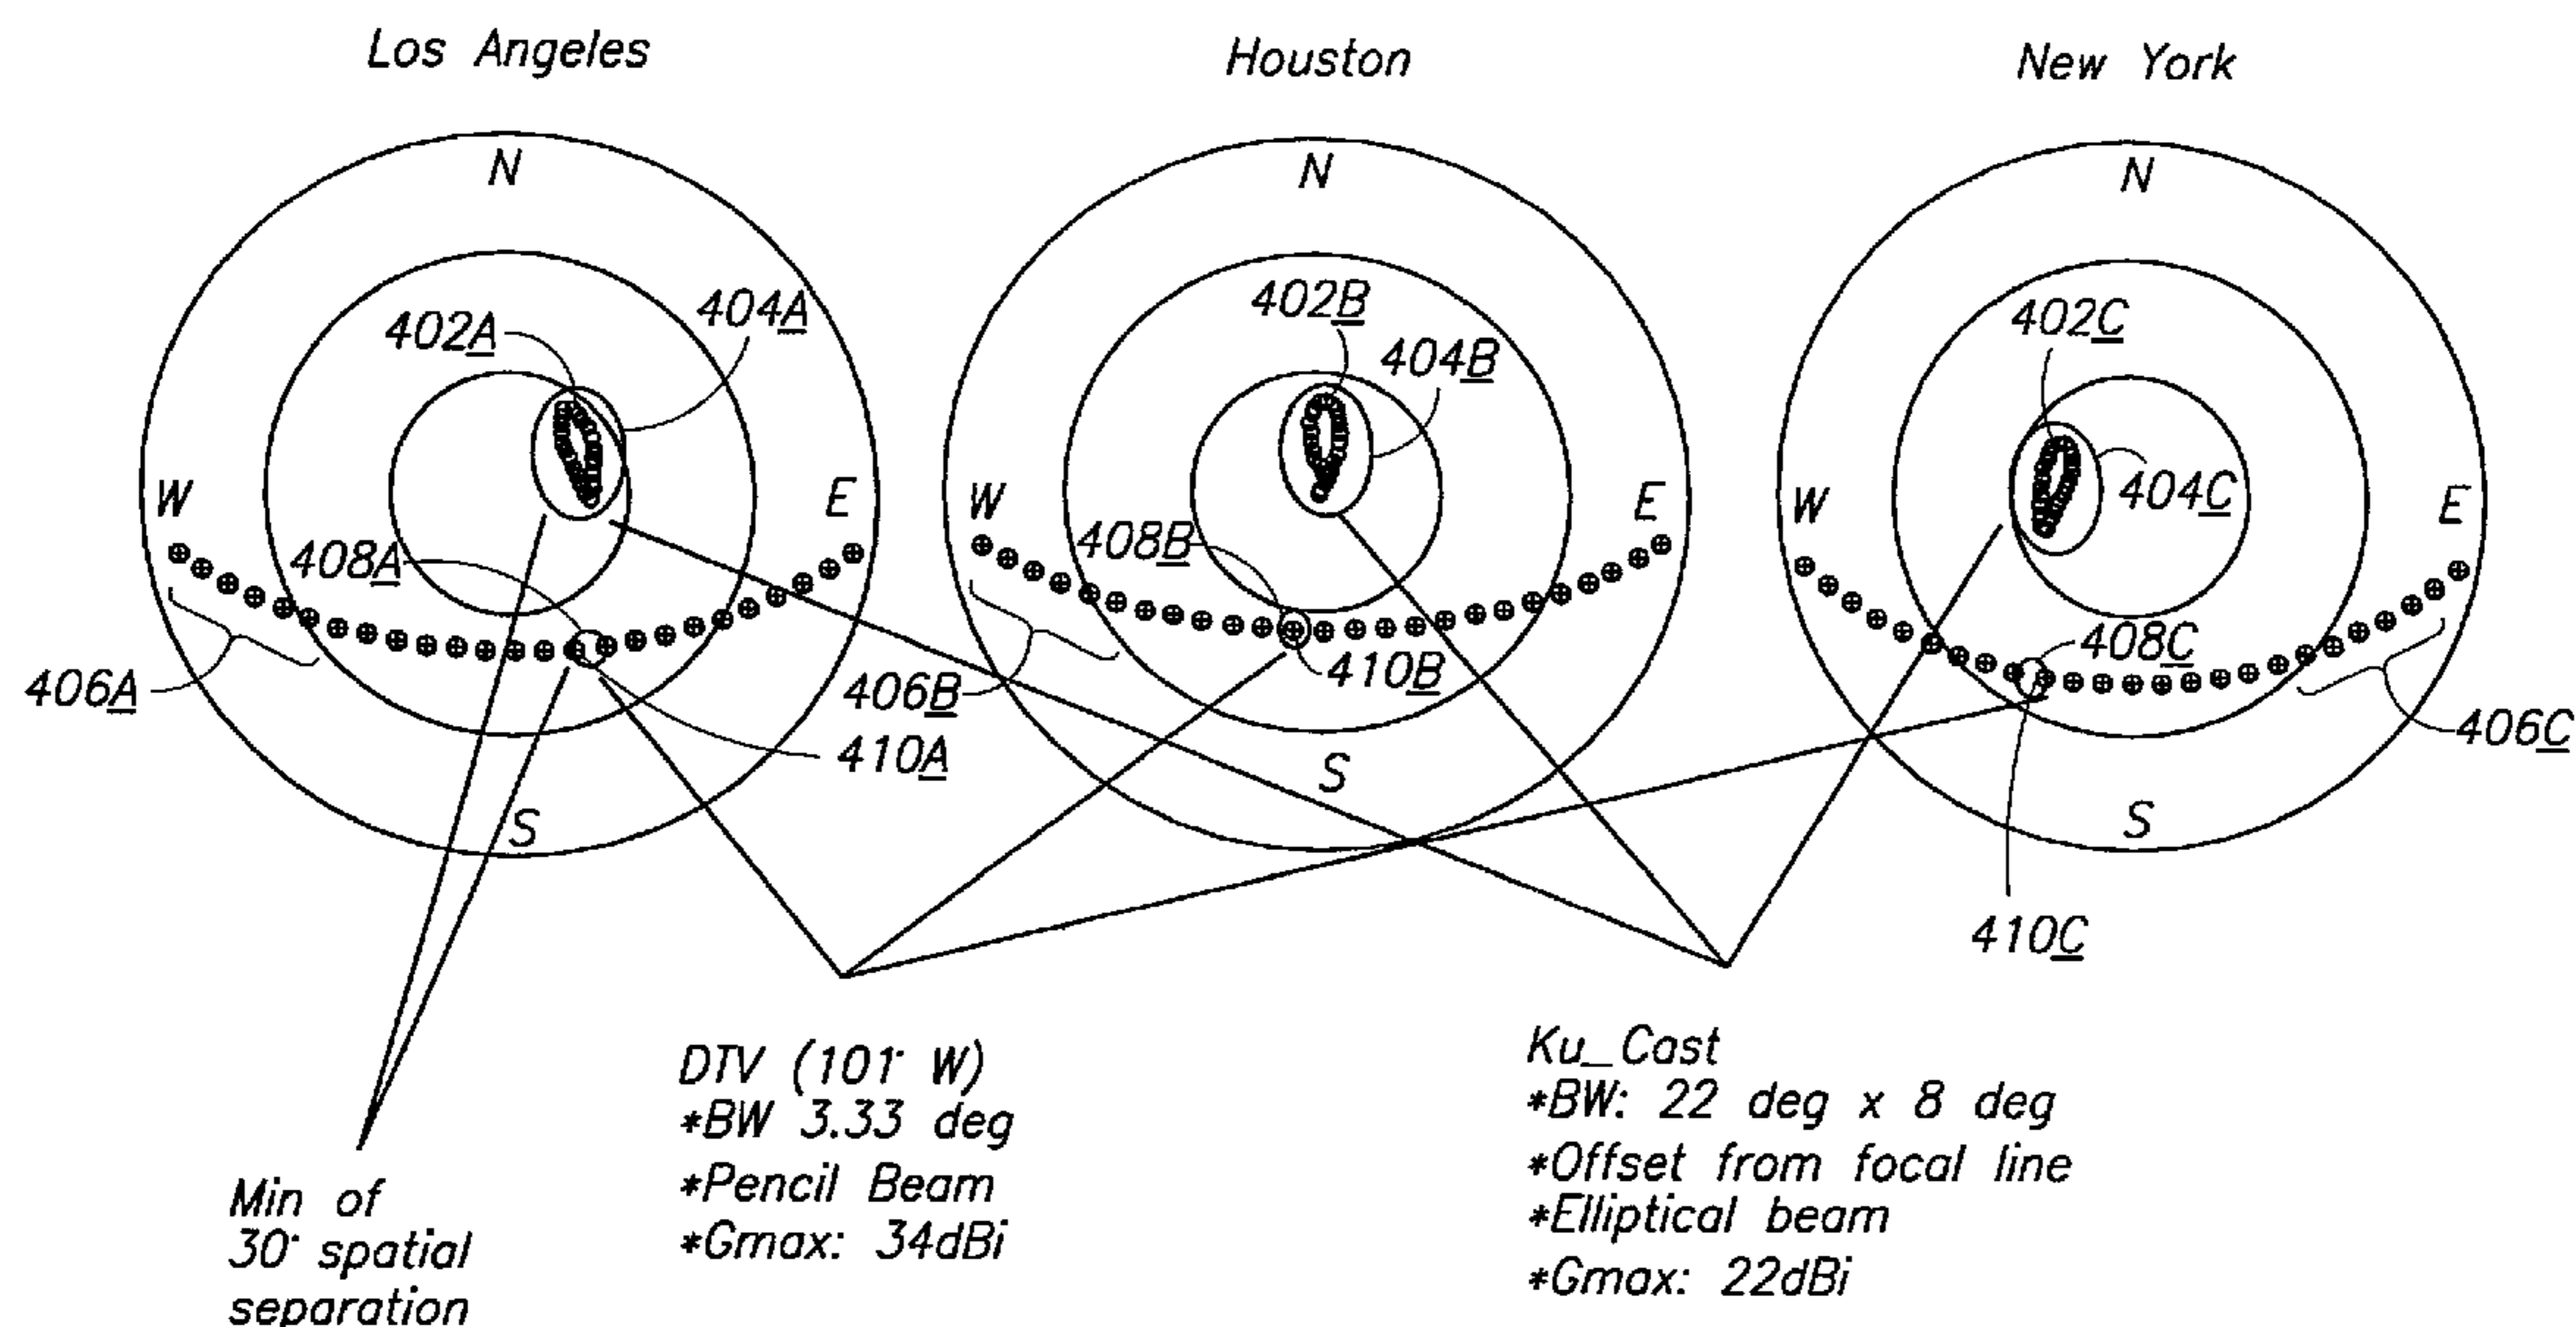 Los Angeles
Houston
New York
N
N
N
402A
404A
402B
404B
402C
404C
W
E
W
E
W
E
408A
408B
408C
406A
406B
410B
406C
410A
S
S
S
410C
DTV (101° W)
*BW 3.33 deg
*Pencil Beam
*Gmax: 34dBi
Ku_Cast
*BW: 22 deg x 8 deg
*Offset from focal line
*Elliptical beam
*Gmax: 22dBi
Min of
30° spatial
separation